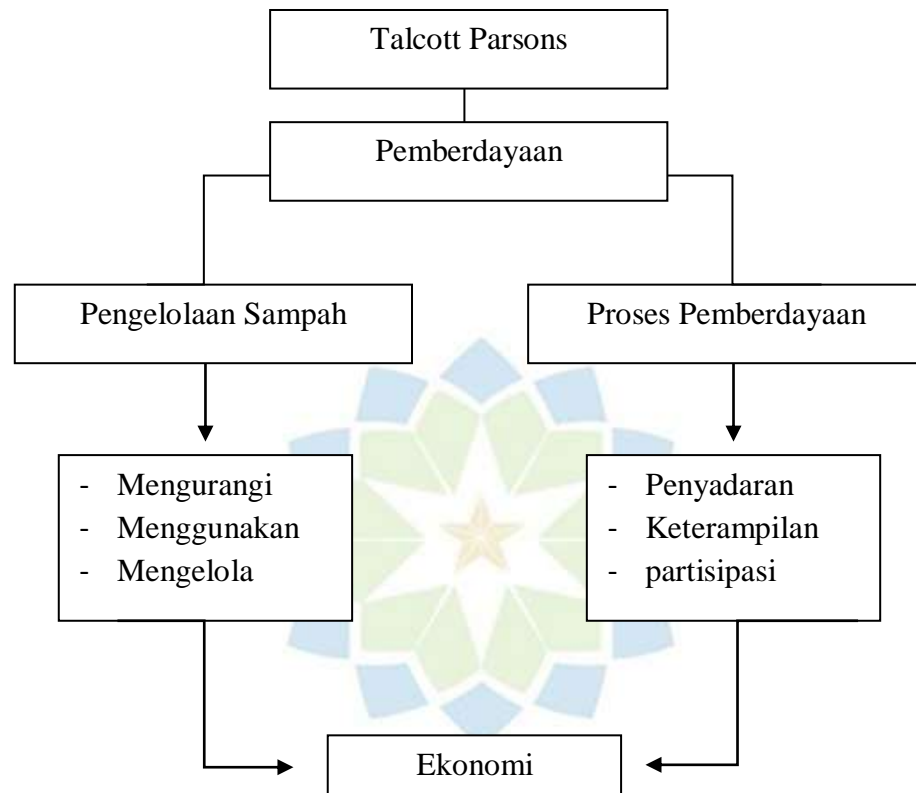 Talcott Parsons
Pemberdayaan
Pengelolaan Sampah
Proses Pemberdayaan
- Mengurangi
- Menggunakan
- Mengelola
- Penyadaran
- Keterampilan
- partisipasi
Ekonomi